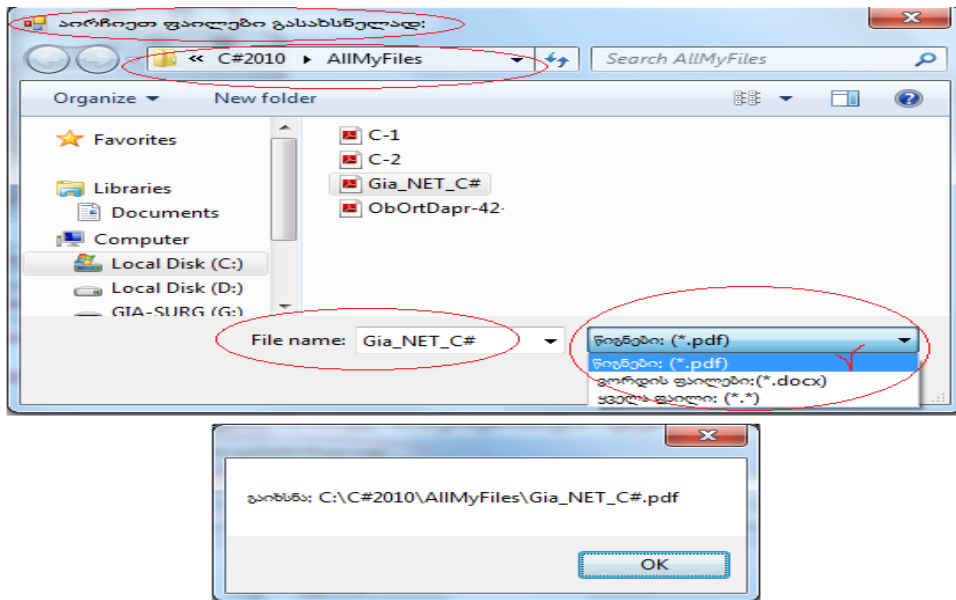 აირჩიეთ ფაილები გასახსნელად:
« C#2010 ▸ AllMyFiles
Search AllMyFiles
Organize
New folder
Favorites
Libraries
Documents
Computer
Local Disk (C:)
Local Disk (D:)
GIA-SURG (G:)
C-1
C-2
Gia_NET_C#
ObOrtDapr-42-
File name: Gia_NET_C#
წიგნები: (*.pdf)
წიგნები: (*.pdf)
ვორდის ფაილები:(*.docx)
ყველა ფაილი: (*.*)
გაიხსნა: C:\C#2010\AllMyFiles\Gia_NET_C#.pdf
OK